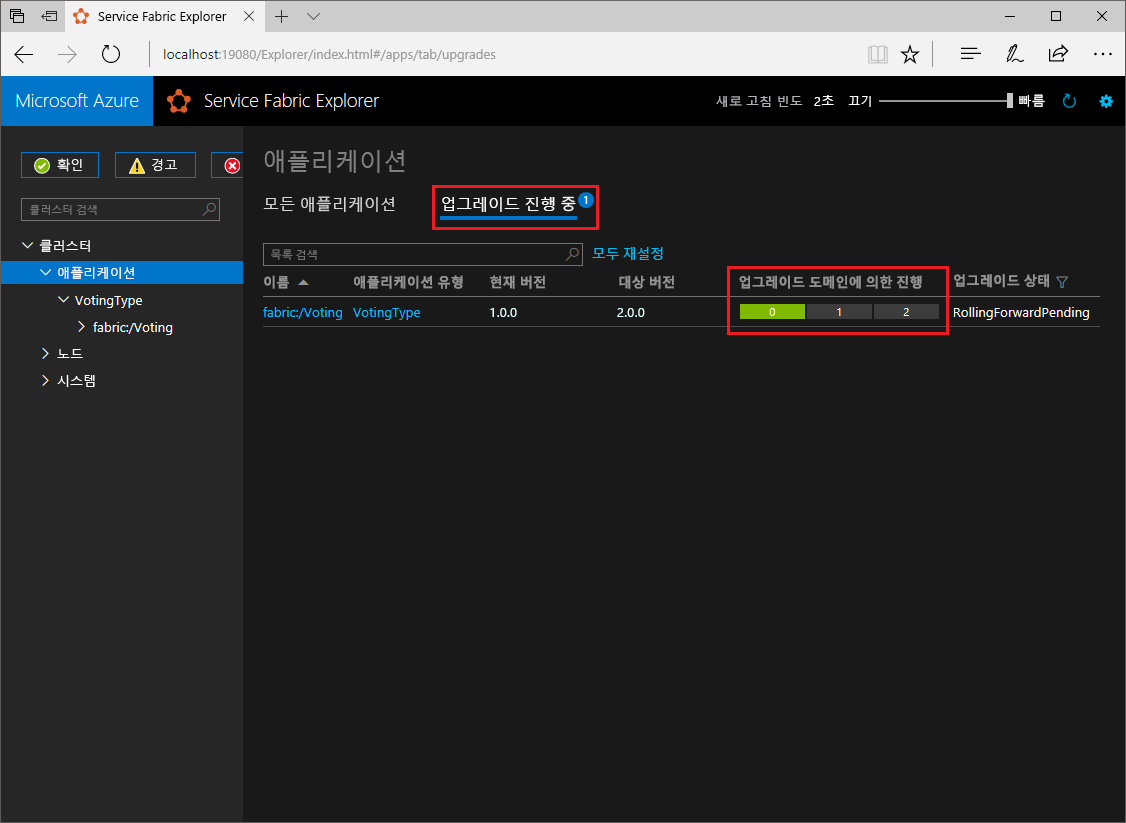 Service Fabric Explorer
localhost:19080/Explorer/index.html#/apps/tab/upgrades
Microsoft Azure Service Fabric Explorer 새로 고침 빈도 2초 끄기 빠름
확인 경고
클러스터 검색
클러스터
애플리케이션
VotingType
fabric:/Voting
노드
시스템
애플리케이션
모든 애플리케이션 업그레이드 진행 중 1
목록 검색 모두 재설정
이름 애플리케이션 유형 현재 버전 대상 버전 업그레이드 도메인에 의한 진행 업그레이드 상태
fabric:/Voting VotingType 1.0.0 2.0.0 0 1 2 RollingForwardPending